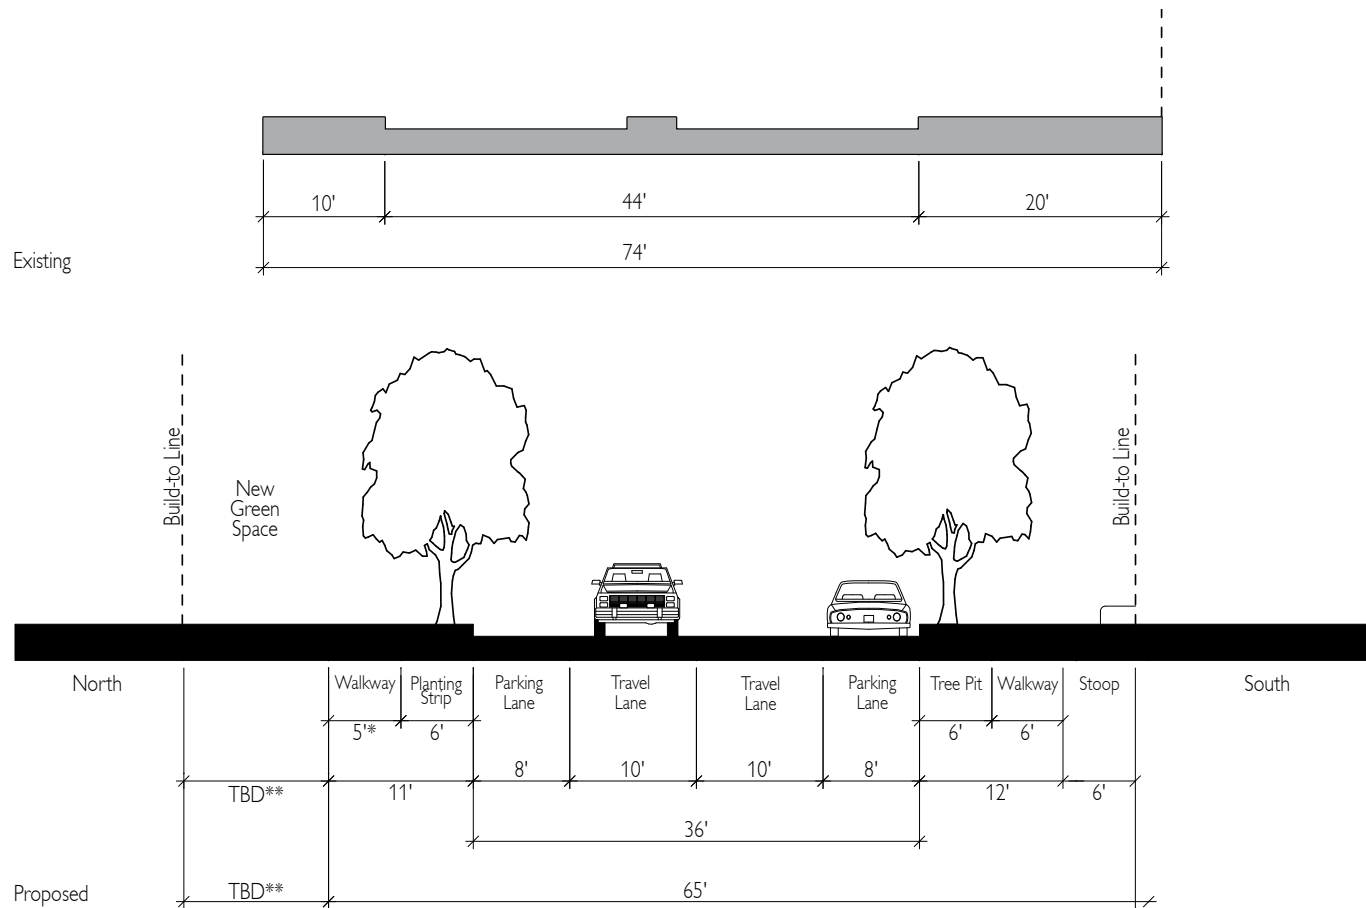 10'
44'
20'
74'
Existing
Build-to Line
New
Green
Space
Build-to Line
North
Walkway
Planting
Strip
Parking
Lane
Travel
Lane
Travel
Lane
Parking
Lane
Tree Pit
Walkway
Stoop
South
5'*
6'
6'
6'
8'
10'
10'
8'
TBD**
11'
12'
6'
36'
Proposed
TBD**
65'